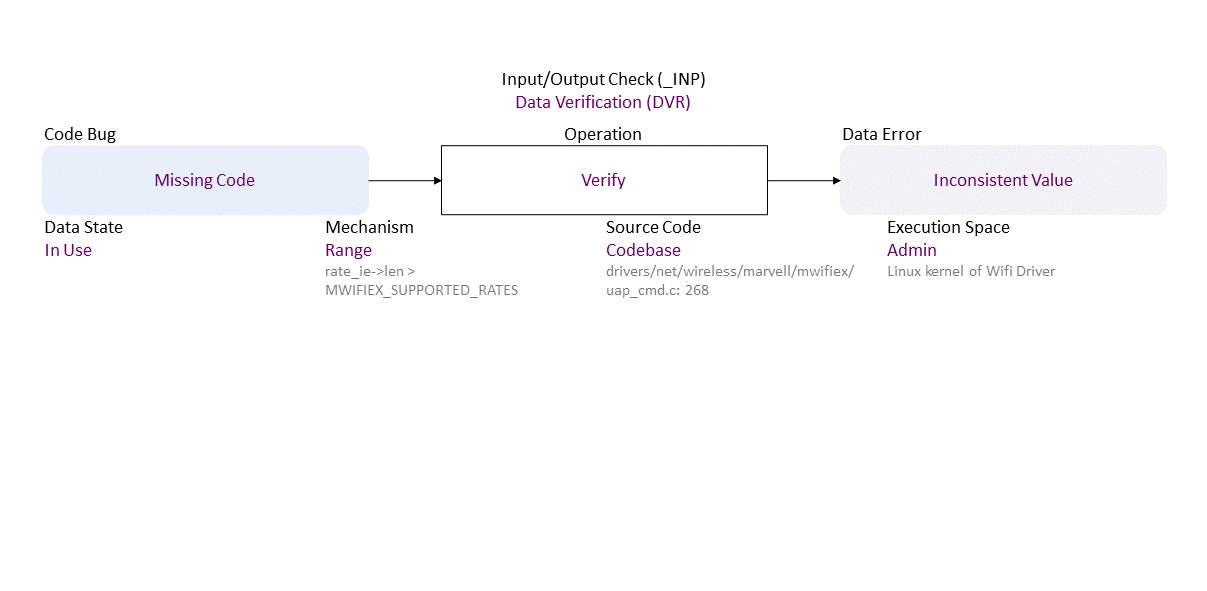 Input/Output Check (_INP)
Data Verification (DVR)
Code Bug
Operation
Data Error
Missing Code
Verify
Inconsistent Value
Data State
In Use
Mechanism
Range
rate_ie->len >
MWIFIEX_SUPPORTED_RATES
Source Code
Codebase
drivers/net/wireless/marvell/mwifiex/
uap_cmd.c: 268
Execution Space
Admin
Linux kernel of Wifi Driver